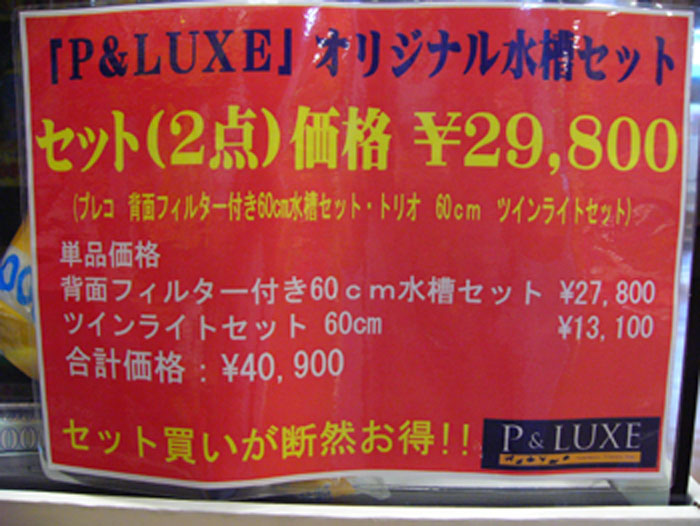 『P&LUXE』オリジナル水槽セット
セット(2点)価格 ¥29,800
(プレコ 背面フィルター付き60cm水槽セット・トリオ 60cm ツインライトセット)
単品価格
背面フィルター付き60cm水槽セット ¥27,800
ツインライトセット 60cm ¥13,100
合計価格:¥40,900
セット買いが断然お得!!
P & LUXE